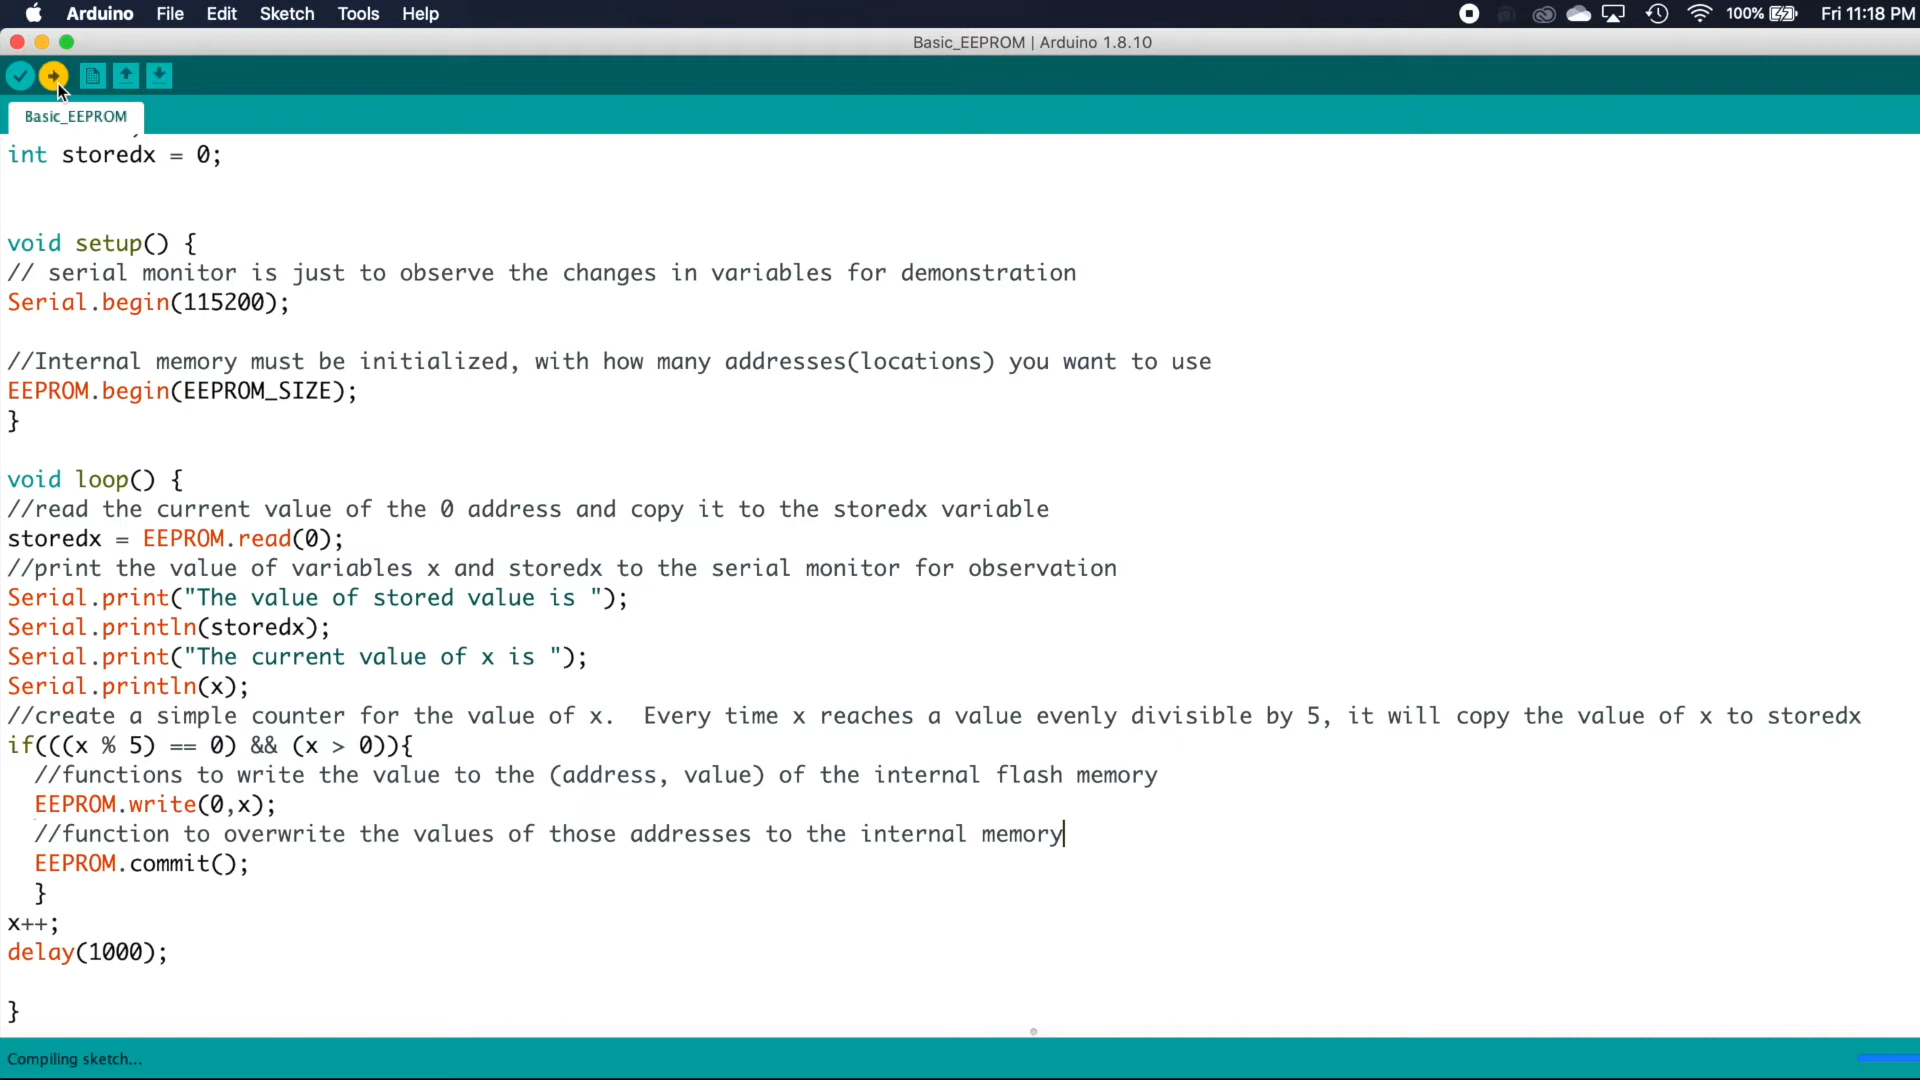 Arduino File Edit Sketch Tools Help 100% Fri 11:18 PM
Basic_EEPROM | Arduino 1.8.10
Basic_EEPROM
int storedx = 0;
void setup() {
// serial monitor is just to observe the changes in variables for demonstration
Serial.begin(115200);
//Internal memory must be initialized, with how many addresses(locations) you want to use
EEPROM.begin(EEPROM_SIZE);
}
void loop() {
//read the current value of the 0 address and copy it to the storedx variable
storedx = EEPROM.read(0);
//print the value of variables x and storedx to the serial monitor for observation
Serial.print("The value of stored value is ");
Serial.println(storedx);
Serial.print("The current value of x is ");
Serial.println(x);
//create a simple counter for the value of x.  Every time x reaches a value evenly divisible by 5, it will copy the value of x to storedx
if(((x % 5) == 0) && (x > 0)){
//functions to write the value to the (address, value) of the internal flash memory
EEPROM.write(0,x);
//function to overwrite the values of those addresses to the internal memory
EEPROM.commit();
}
x++;
delay(1000);
}
Compiling sketch...